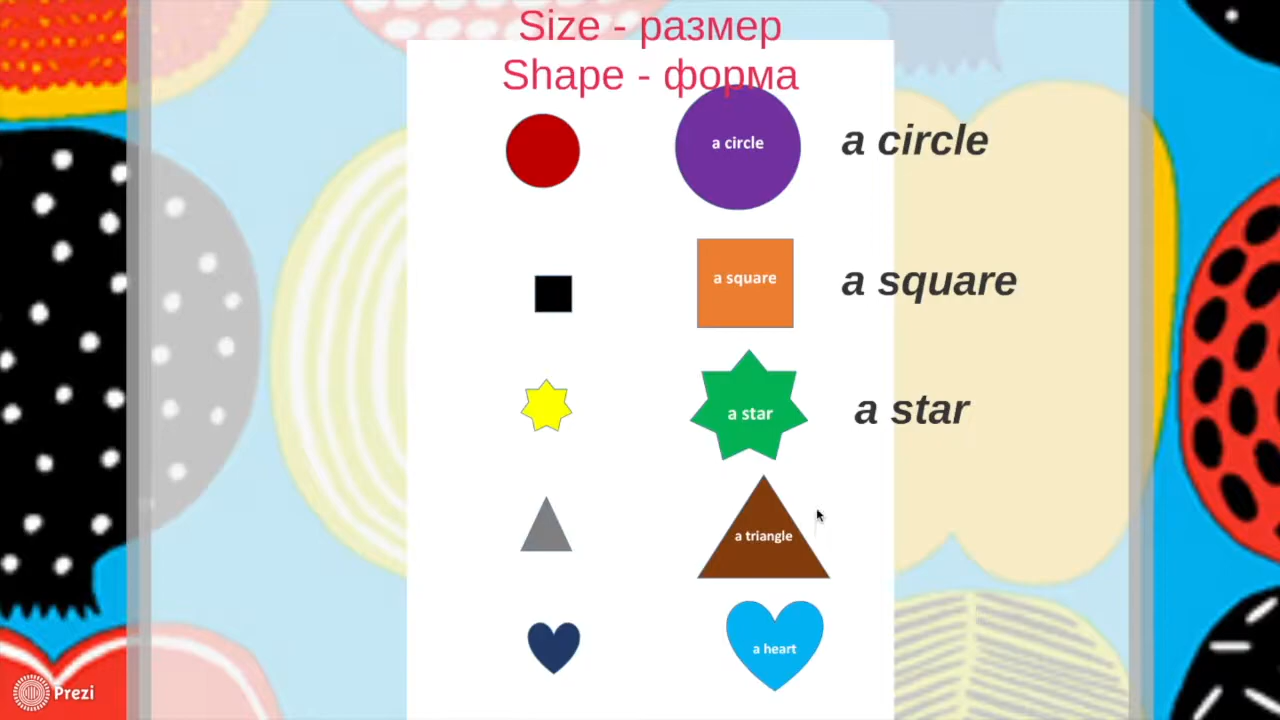 Size - размер
Shape - форма
a circle
a circle
a square
a square
a star
a star
a triangle
a heart
Prezi